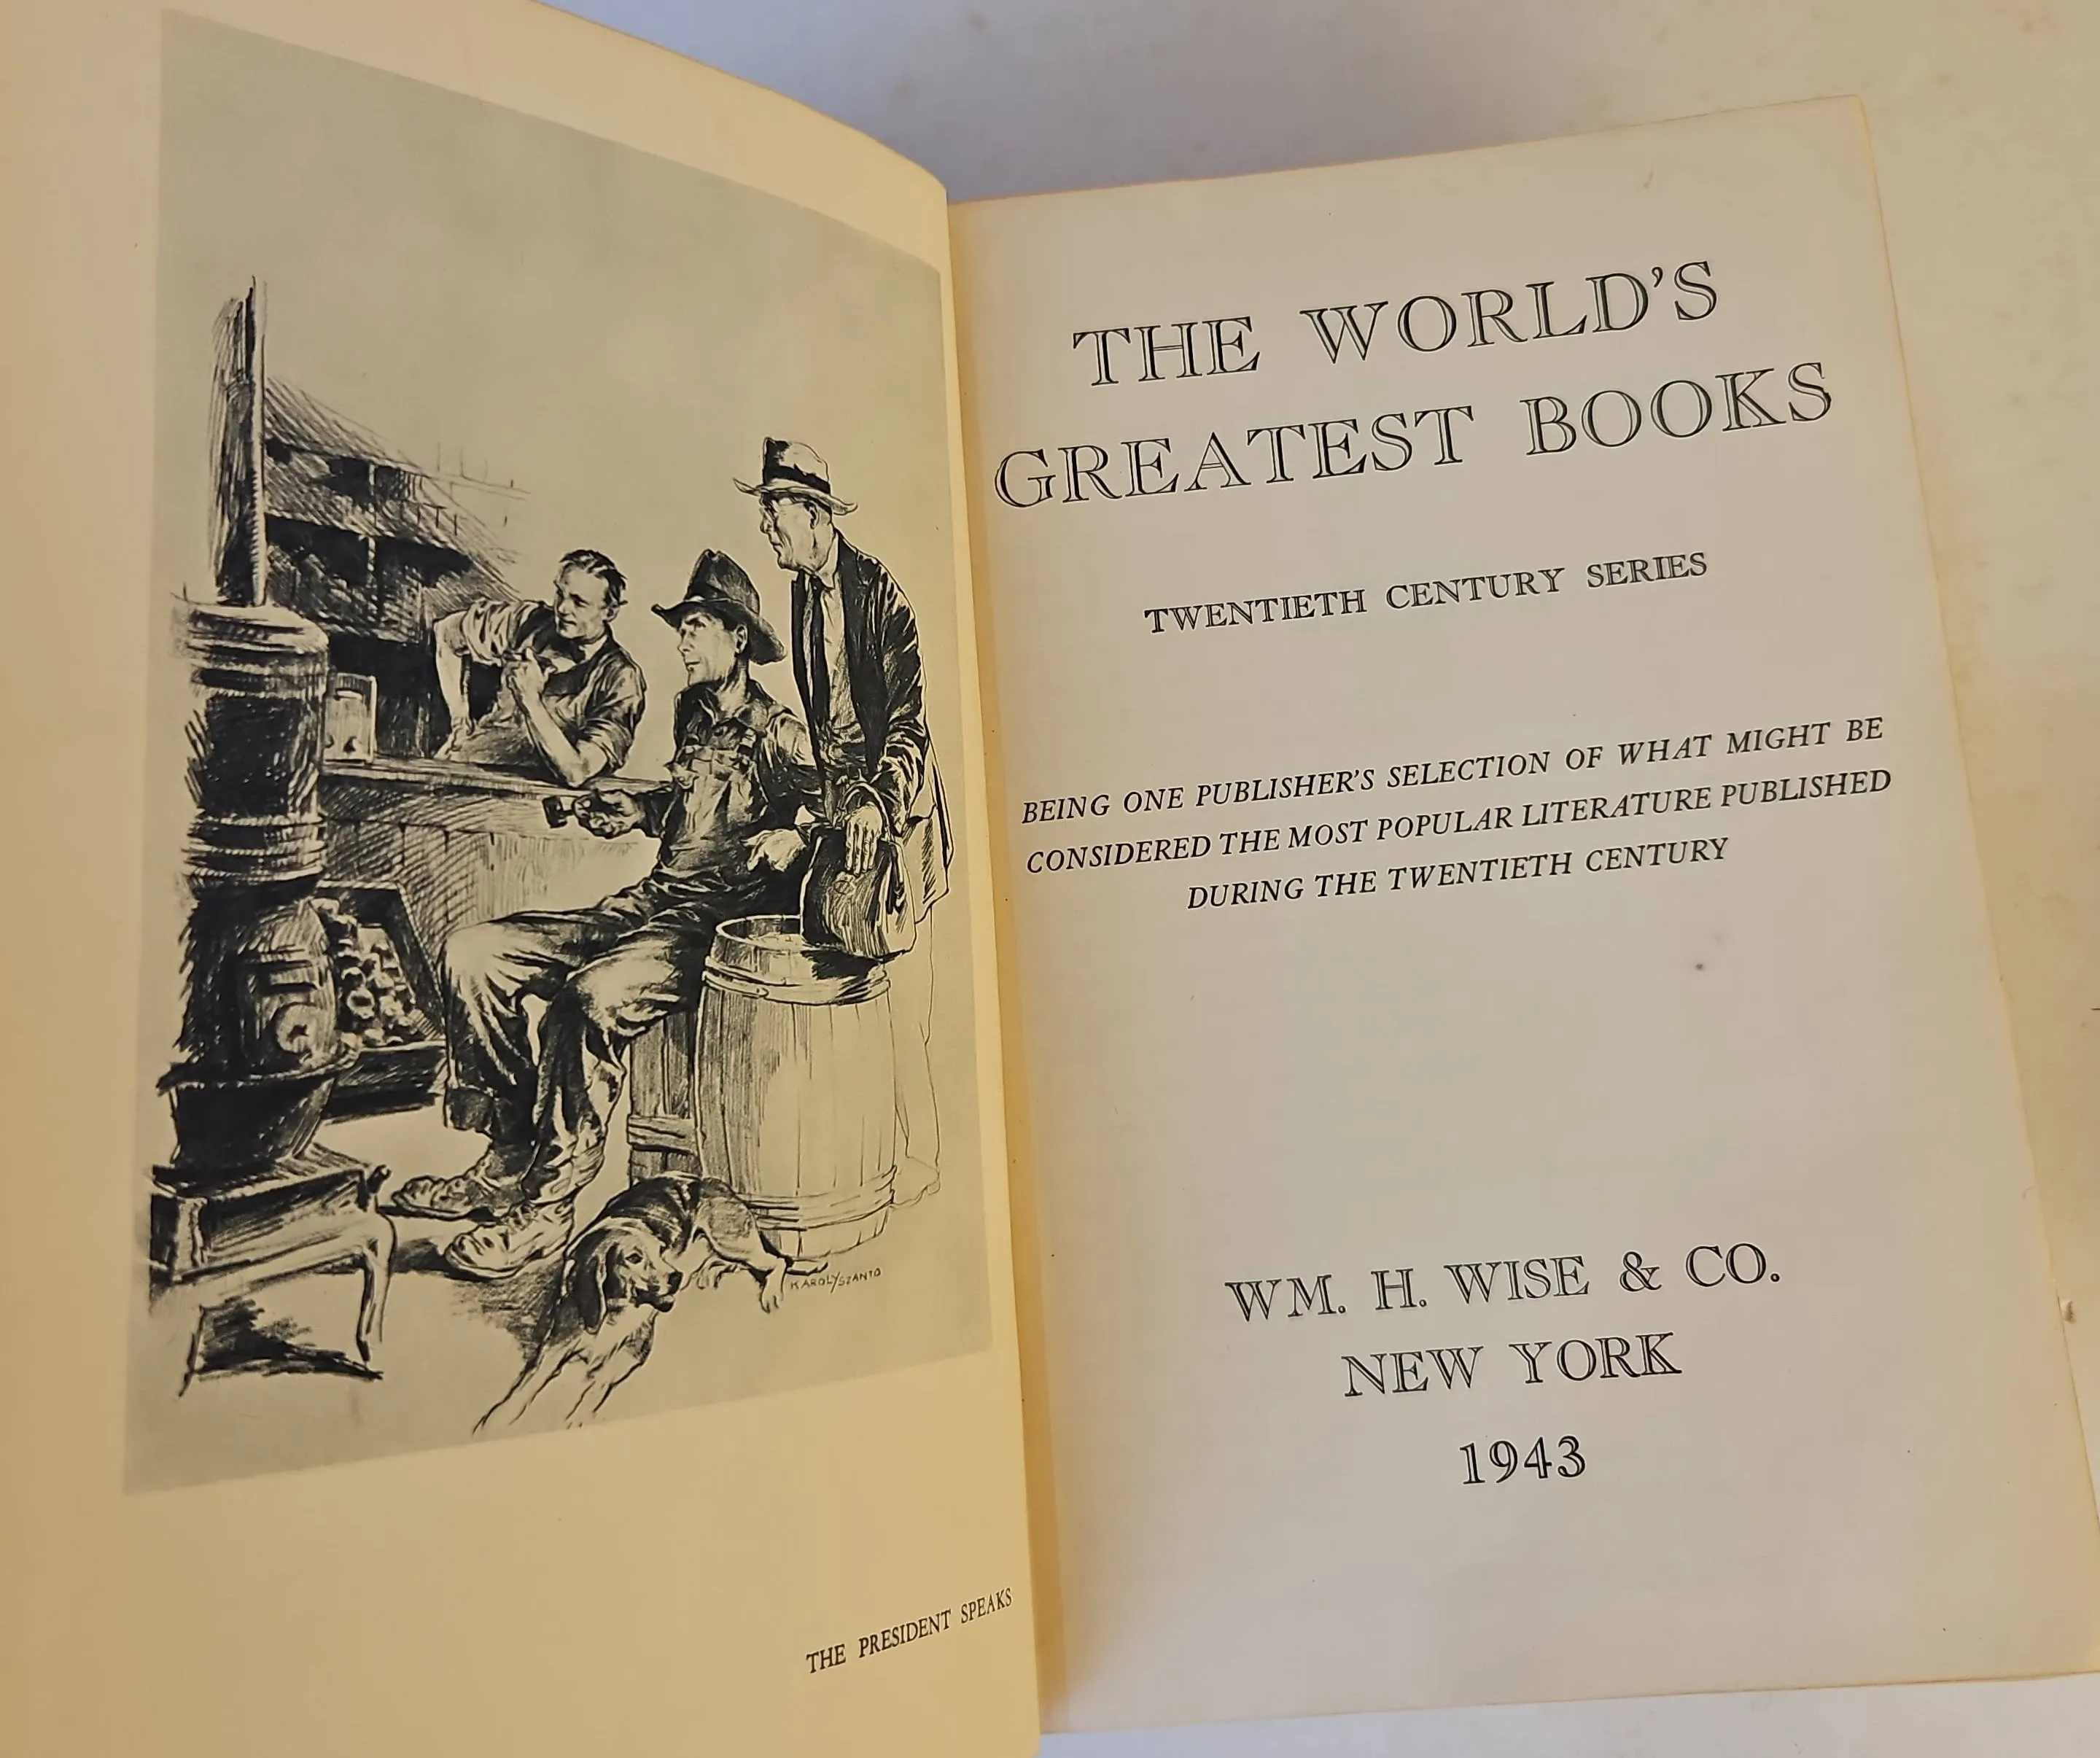 KAROLY SZANTO
THE PRESIDENT SPEAKS
THE WORLD'S
GREATEST BOOKS
TWENTIETH CENTURY SERIES
BEING ONE PUBLISHER'S SELECTION OF WHAT MIGHT BE
CONSIDERED THE MOST POPULAR LITERATURE PUBLISHED
DURING THE TWENTIETH CENTURY
WM. H. WISE & CO.
NEW YORK
1943